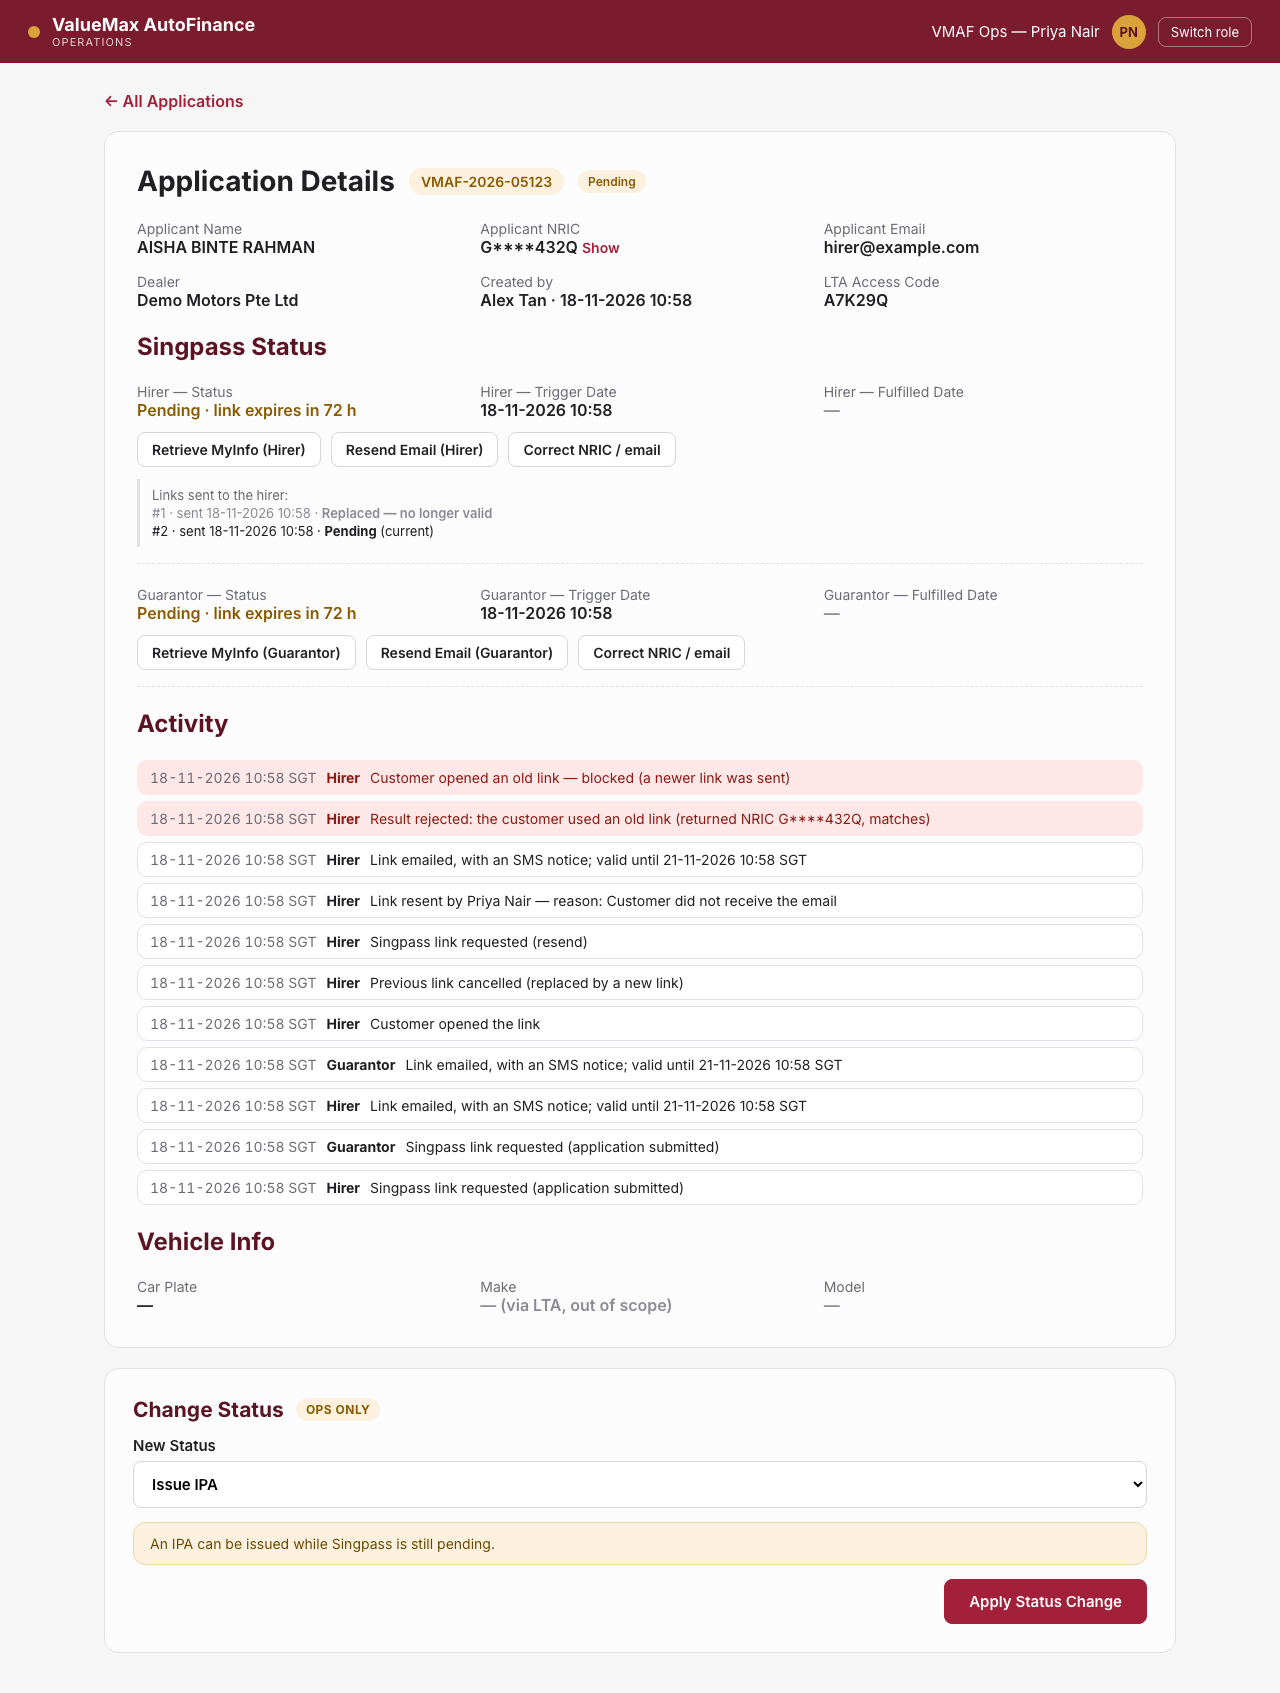 ValueMax AutoFinance
OPERATIONS
VMAF Ops — Priya Nair
PN
Switch role
← All Applications
Application Details VMAF-2026-05123 Pending
Applicant Name
AISHA BINTE RAHMAN
Applicant NRIC
G****432Q Show
Applicant Email
hirer@example.com
Dealer
Demo Motors Pte Ltd
Created by
Alex Tan · 18-11-2026 10:58
LTA Access Code
A7K29Q
Singpass Status
Hirer — Status
Pending · link expires in 72 h
Hirer — Trigger Date
18-11-2026 10:58
Hirer — Fulfilled Date
—
Retrieve MyInfo (Hirer)
Resend Email (Hirer)
Correct NRIC / email
Links sent to the hirer:
#1 · sent 18-11-2026 10:58 · Replaced — no longer valid
#2 · sent 18-11-2026 10:58 · Pending (current)
Guarantor — Status
Pending · link expires in 72 h
Guarantor — Trigger Date
18-11-2026 10:58
Guarantor — Fulfilled Date
—
Retrieve MyInfo (Guarantor)
Resend Email (Guarantor)
Correct NRIC / email
Activity
18-11-2026 10:58 SGT Hirer Customer opened an old link — blocked (a newer link was sent)
18-11-2026 10:58 SGT Hirer Result rejected: the customer used an old link (returned NRIC G****432Q, matches)
18-11-2026 10:58 SGT Hirer Link emailed, with an SMS notice; valid until 21-11-2026 10:58 SGT
18-11-2026 10:58 SGT Hirer Link resent by Priya Nair — reason: Customer did not receive the email
18-11-2026 10:58 SGT Hirer Singpass link requested (resend)
18-11-2026 10:58 SGT Hirer Previous link cancelled (replaced by a new link)
18-11-2026 10:58 SGT Hirer Customer opened the link
18-11-2026 10:58 SGT Guarantor Link emailed, with an SMS notice; valid until 21-11-2026 10:58 SGT
18-11-2026 10:58 SGT Hirer Link emailed, with an SMS notice; valid until 21-11-2026 10:58 SGT
18-11-2026 10:58 SGT Guarantor Singpass link requested (application submitted)
18-11-2026 10:58 SGT Hirer Singpass link requested (application submitted)
Vehicle Info
Car Plate
—
Make
— (via LTA, out of scope)
Model
—
Change Status OPS ONLY
New Status
Issue IPA
An IPA can be issued while Singpass is still pending.
Apply Status Change